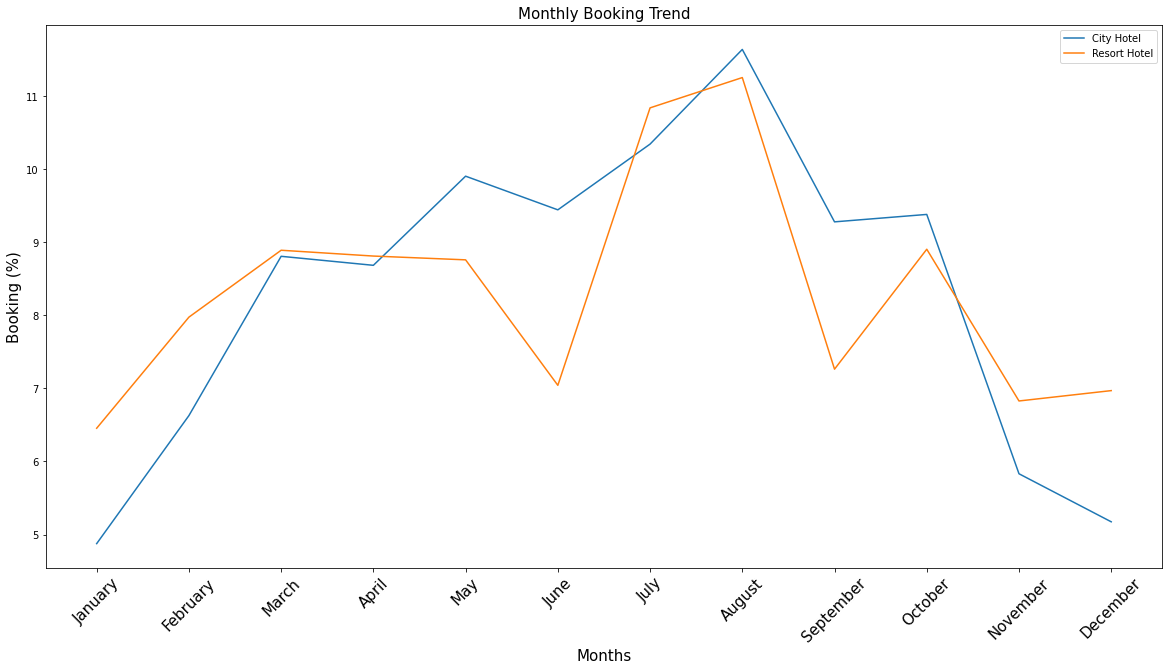 Monthly Booking Trend
City Hotel
Resort Hotel
Booking (%)
11
10
9
8
7
6
5
January
February
March
April
May
June
July
August
September
October
November
December
Months